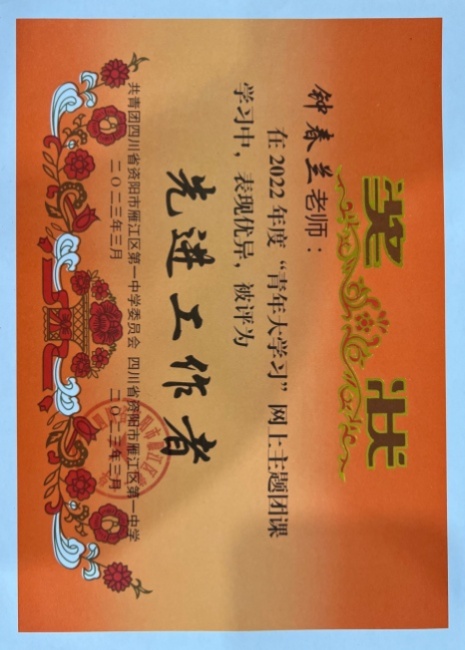 奖状
钟春兰老师：
在2022年度“青年大学习”网上主题团课
学习中，表现优异，被评为
先进工作者
共青团四川省资阳市雁江区第一中学委员会 四川省资阳市雁江区第一中学
二〇二三年三月 二〇二三年三月